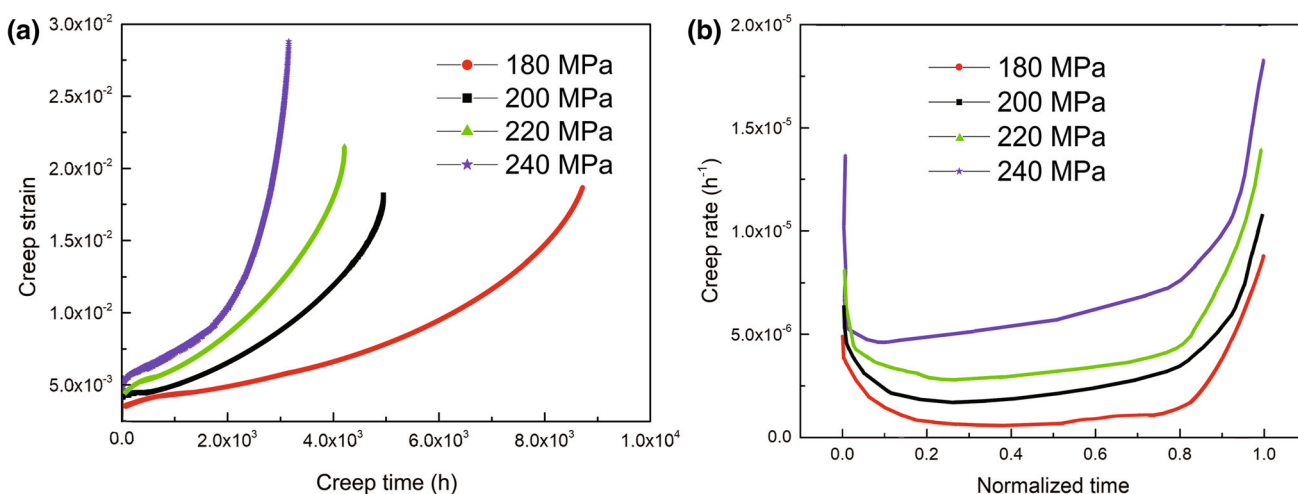 (a)
3.0x10⁻²
2.5x10⁻²
2.0x10⁻²
1.5x10⁻²
1.0x10⁻²
5.0x10⁻³
Creep strain
180 MPa
200 MPa
220 MPa
240 MPa
0.0
2.0x10³
4.0x10³
6.0x10³
8.0x10³
1.0x10⁴
Creep time (h)
(b)
2.0x10⁻⁵
1.5x10⁻⁵
1.0x10⁻⁵
5.0x10⁻⁶
0.0
Creep rate (h⁻¹)
180 MPa
200 MPa
220 MPa
240 MPa
0.0
0.2
0.4
0.6
0.8
1.0
Normalized time